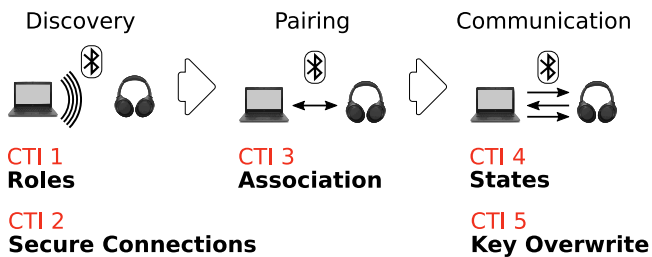 Discovery
Pairing
Communication
CTI 1
Roles
CTI 3
Association
CTI 4
States
CTI 2
Secure Connections
CTI 5
Key Overwrite